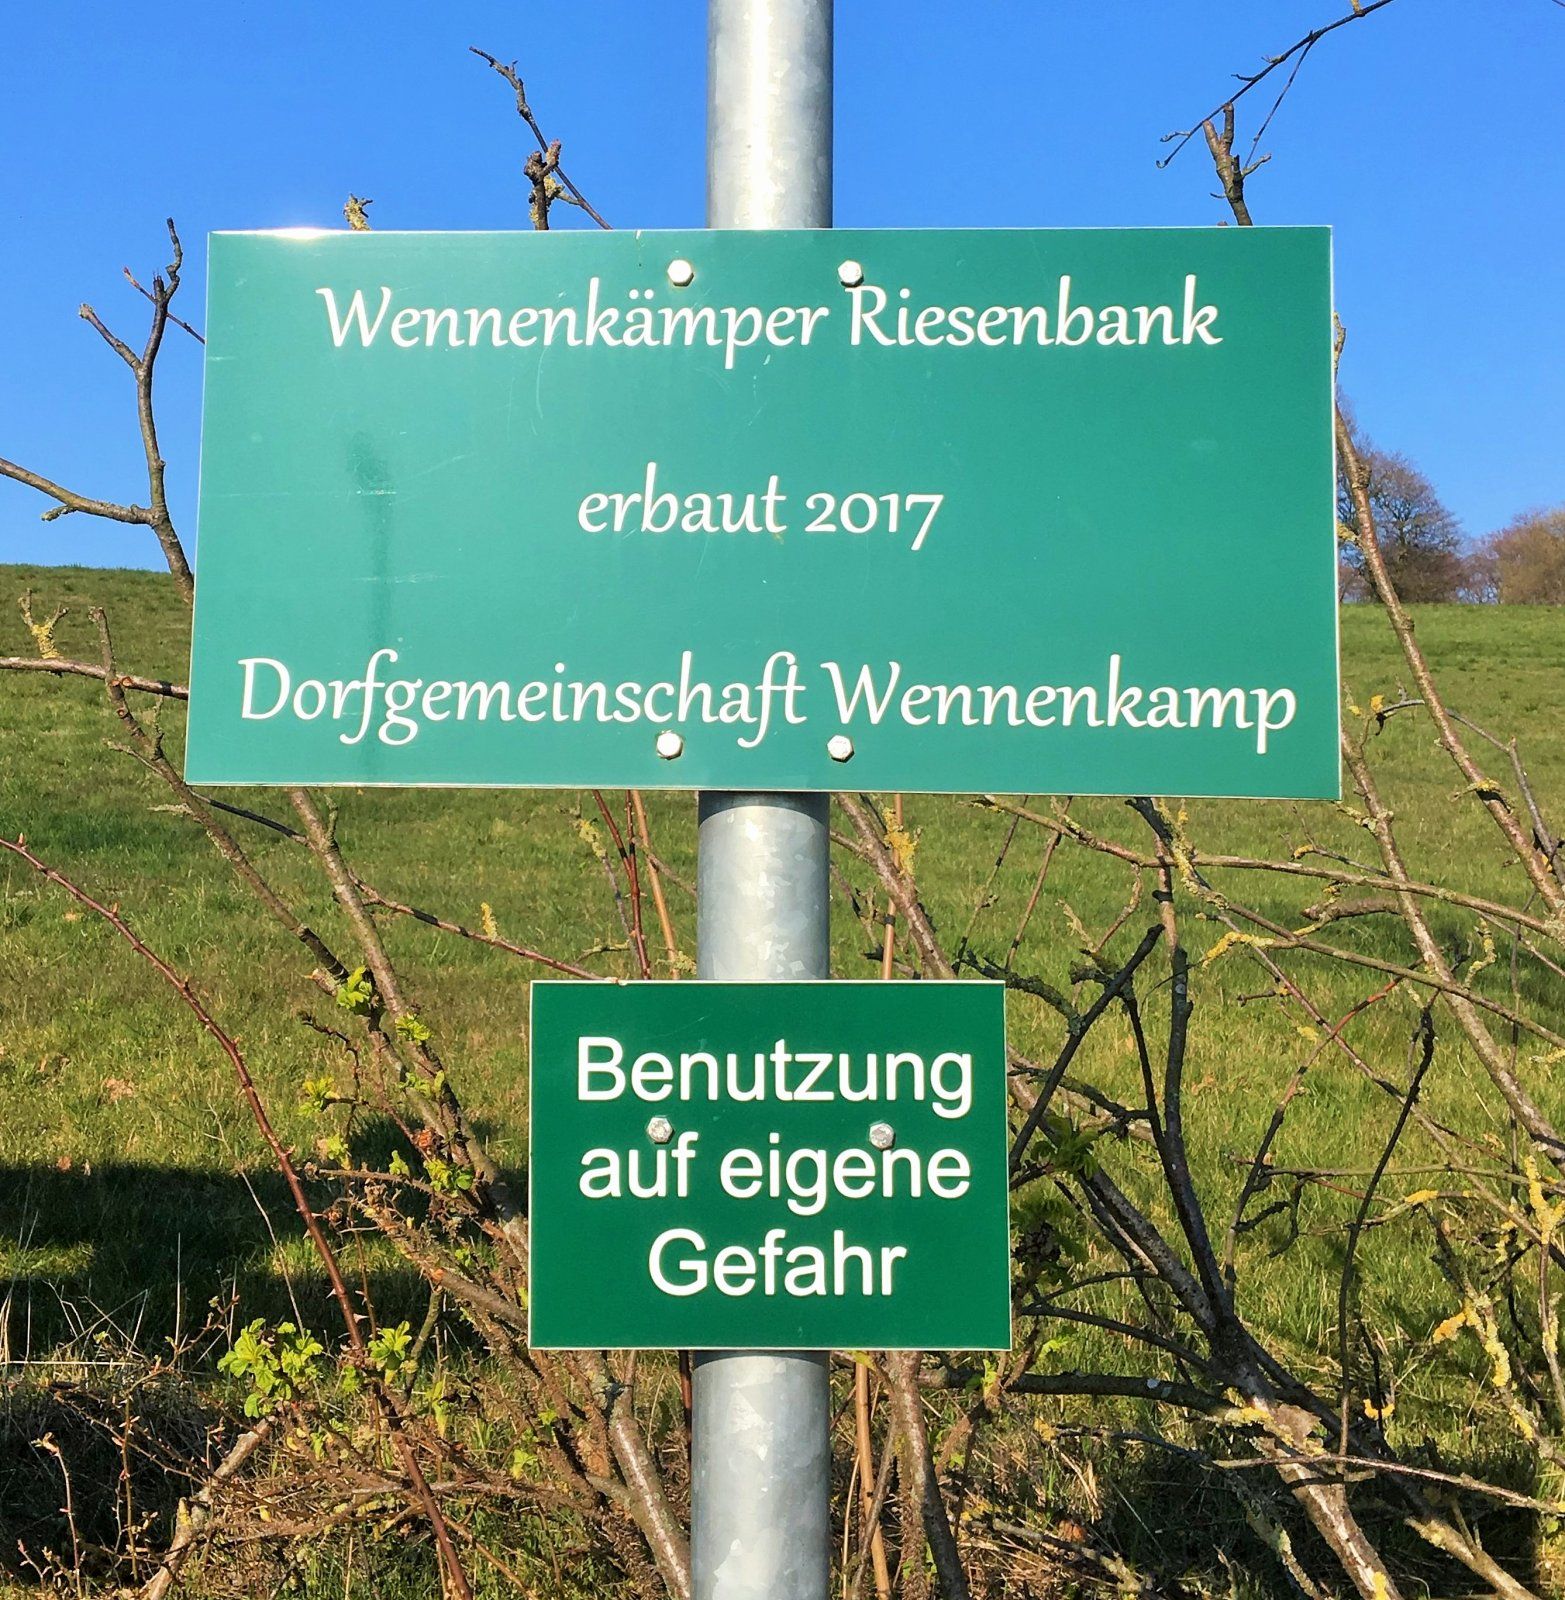 Wennenkämper Riesenbank
erbaut 2017
Dorfgemeinschaft Wennenkamp
Benutzung
auf eigene
Gefahr